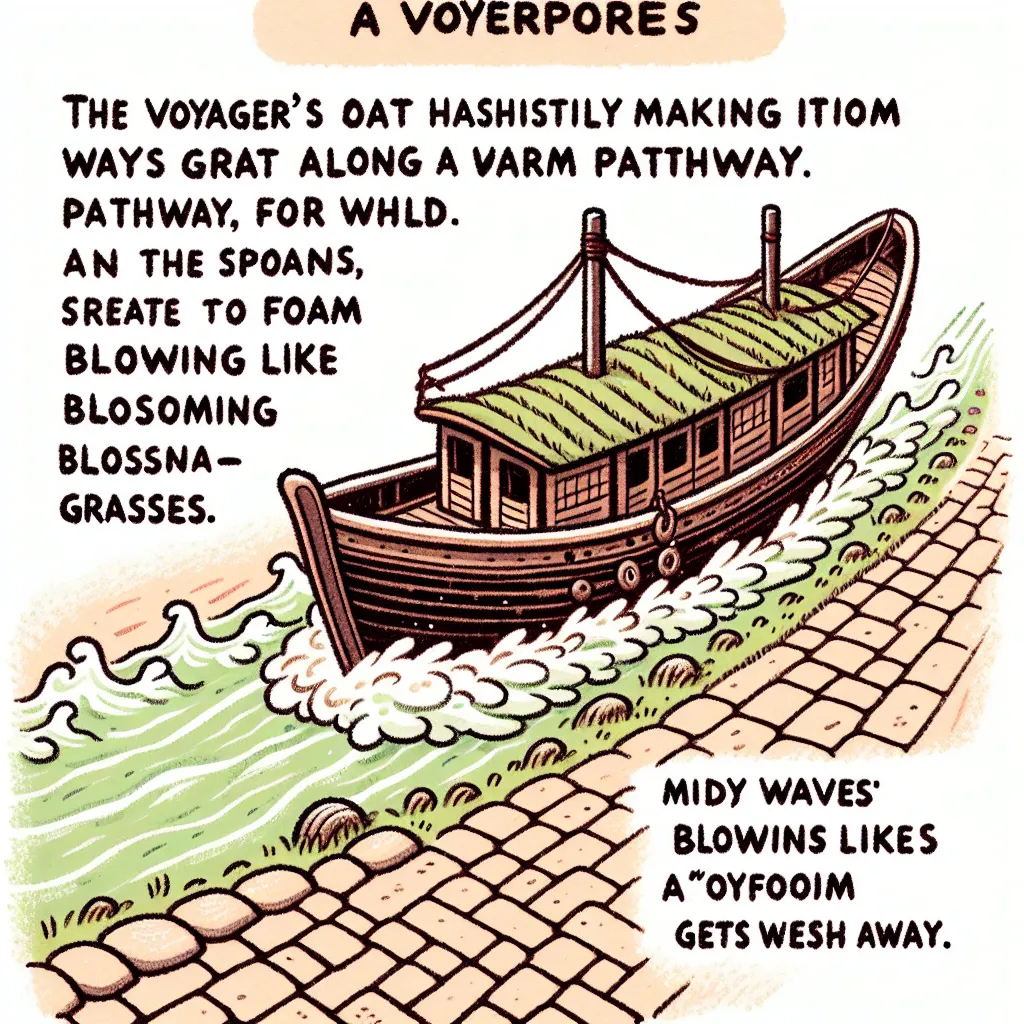 A VOYERPORES
THE VOYAGER'S OAT HASHISTILY MAKING ITIOM
WAYS GRAT ALONG A VARM PATTHWAY.
PATHWAY, FOR WHLD.
AN THE SPOANS,
SREATE TO FOAM
BLOWING LIKE
BLOSOMING
BLOSSNA–
GRASSES.
MIDY WAVES'
BLOWINS LIKES
A"OYFOOIM
GETS WESH AWAY.